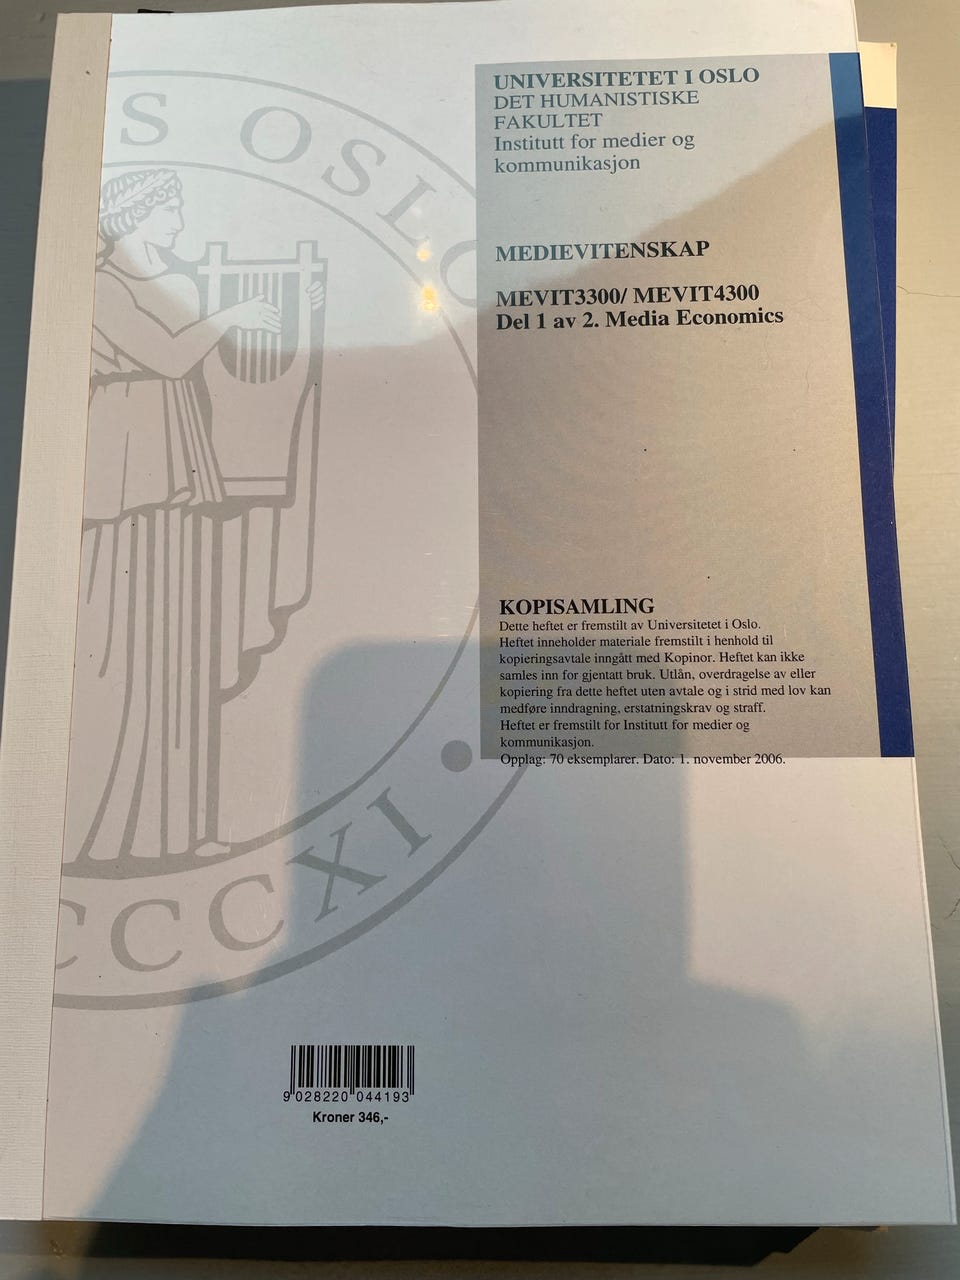 S OSLO
UNIVERSITETET I OSLO
DET HUMANISTISKE
FAKULTET
Institutt for medier og
kommunikasjon
MEDIEVITENSKAP
MEVIT3300/ MEVIT4300
Del 1 av 2. Media Economics
KOPISAMLING
Dette heftet er fremstilt av Universitetet i Oslo.
Heftet inneholder materiale fremstilt i henhold til
kopieringsavtale inngått med Kopinor. Heftet kan ikke
samles inn for gjentatt bruk. Utlån, overdragelse av eller
kopiering fra dette heftet uten avtale og i strid med lov kan
medføre inndragning, erstatningskrav og straff.
Heftet er fremstilt for Institutt for medier og
kommunikasjon.
Opplag: 70 eksemplarer. Dato: 1. november 2006.
CCCXI
9 028220 044193
Kroner 346,-